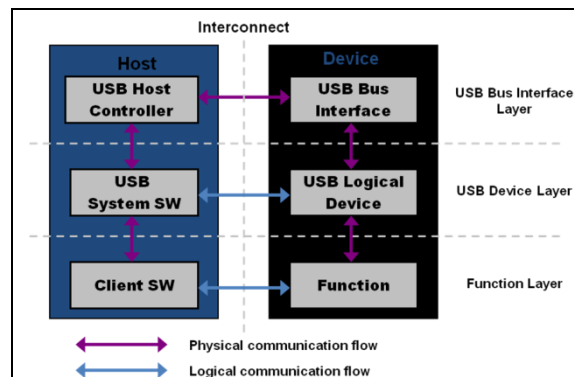 Interconnect
Host
Device
USB Host
Controller
USB Bus
Interface
USB Bus Interface
Layer
USB
System SW
USB Logical
Device
USB Device Layer
Client SW
Function
Function Layer
Physical communication flow
Logical communication flow